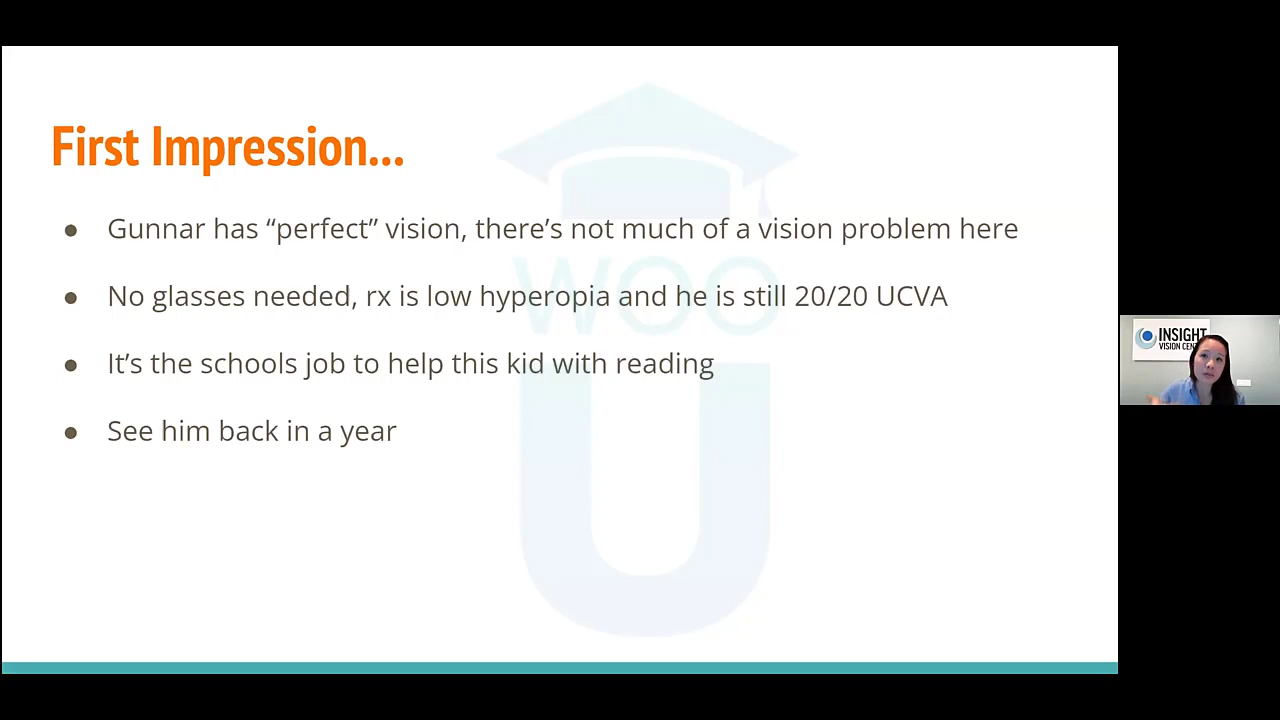 First Impression...
● Gunnar has “perfect” vision, there’s not much of a vision problem here
● No glasses needed, rx is low hyperopia and he is still 20/20 UCVA
● It’s the schools job to help this kid with reading
● See him back in a year
WOO
U
INSIGHT
VISION CEN